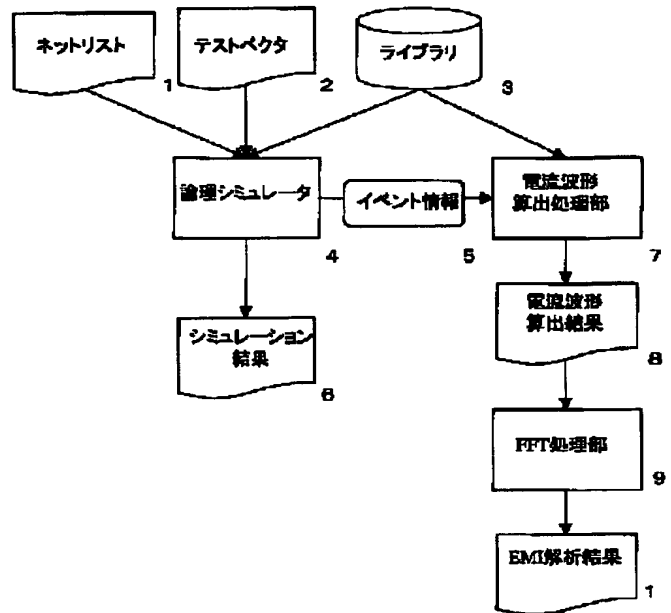 ネットリスト
1
テストベクタ
2
ライブラリ
3
論理シミュレータ
4
イベント情報
5
電流波形
算出処理部
7
シミュレーション
結果
6
電流波形
算出結果
8
FFT処理部
9
EMI解析結果
1